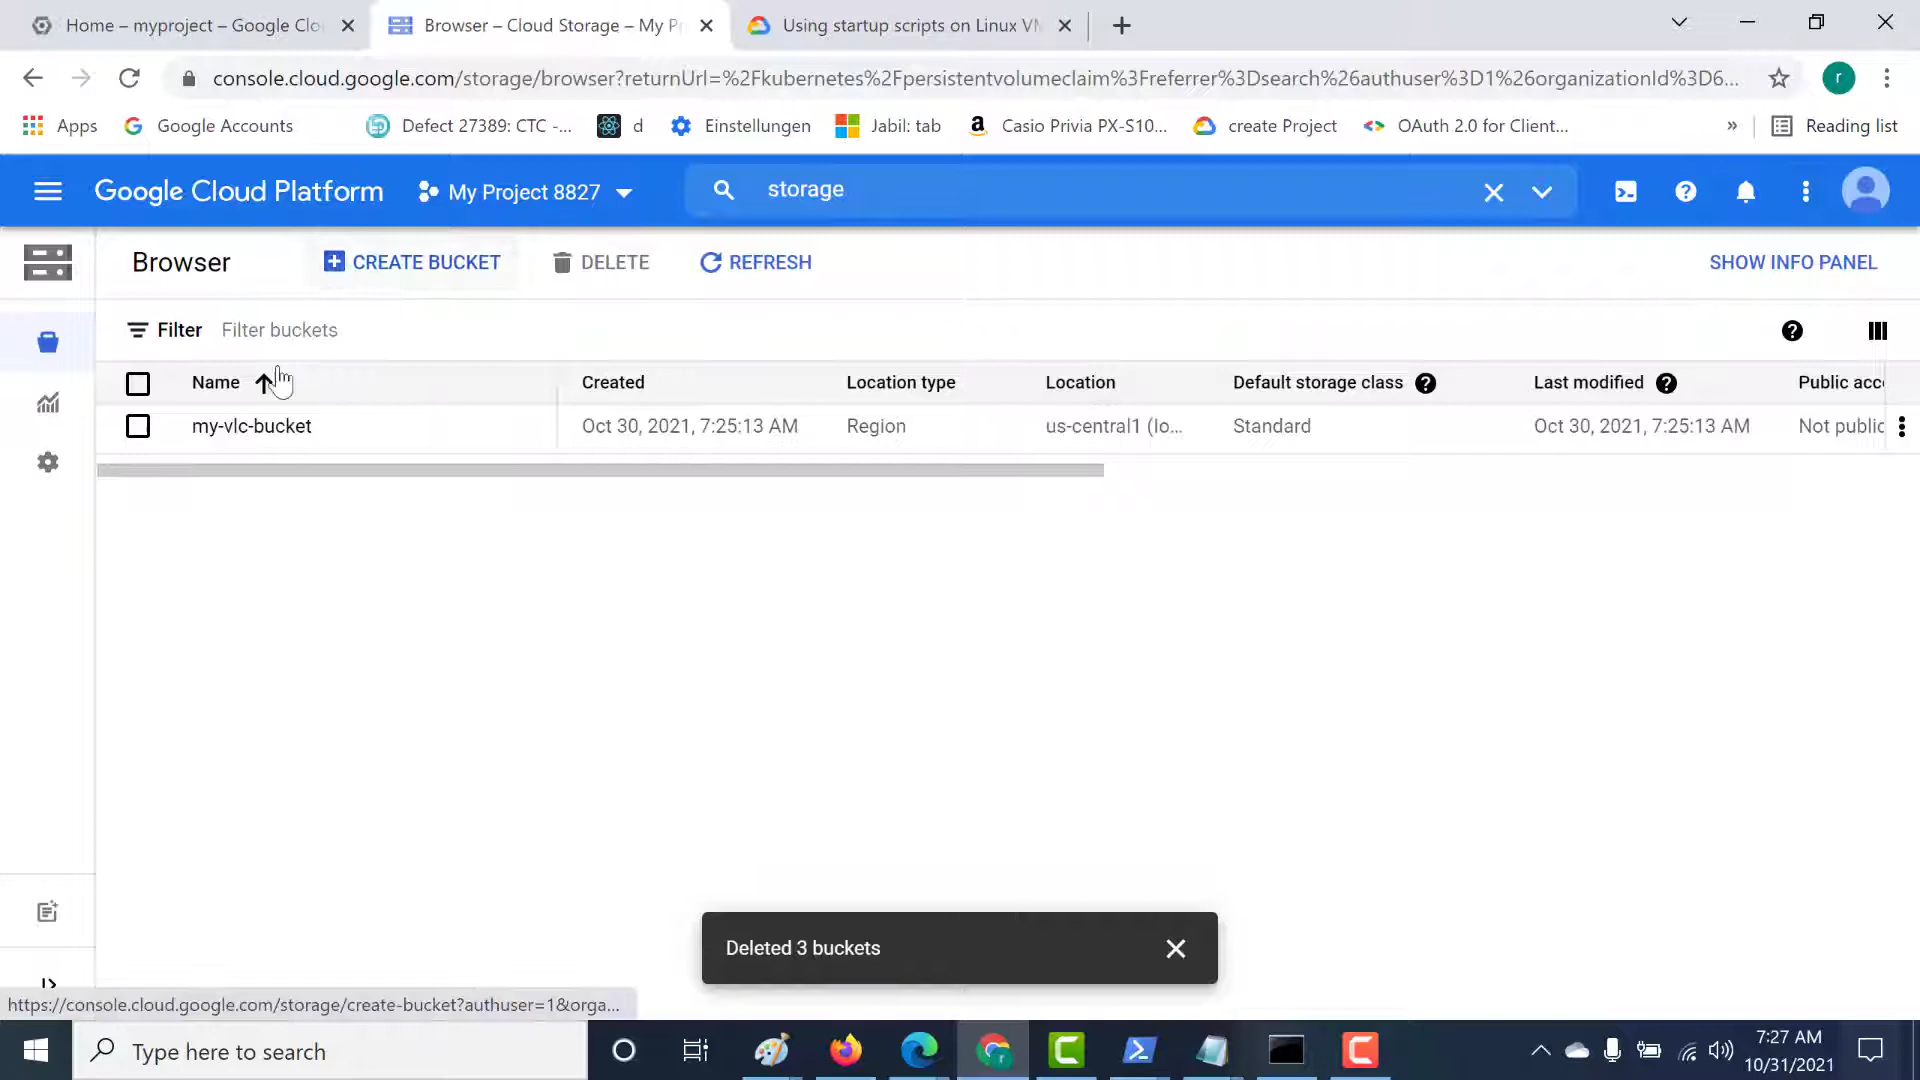 Home – myproject – Google Clo
Browser – Cloud Storage – My P
Using startup scripts on Linux VM
console.cloud.google.com/storage/browser?returnUrl=%2Fkubernetes%2Fpersistentvolumeclaim%3Freferrer%3Dsearch%26authuser%3D1%26organizationId%3D6...
r
Apps
Google Accounts
Defect 27389: CTC -...
d
Einstellungen
Jabil: tab
Casio Privia PX-S10...
create Project
OAuth 2.0 for Client...
»
Reading list
Google Cloud Platform
My Project 8827
storage
Browser
CREATE BUCKET
DELETE
REFRESH
SHOW INFO PANEL
Filter Filter buckets
Name Created Location type Location Default storage class Last modified Public acc
my-vlc-bucket Oct 30, 2021, 7:25:13 AM Region us-central1 (Io... Standard Oct 30, 2021, 7:25:13 AM Not public
Deleted 3 buckets
https://console.cloud.google.com/storage/create-bucket?authuser=1&orga...
Type here to search
7:27 AM
10/31/2021